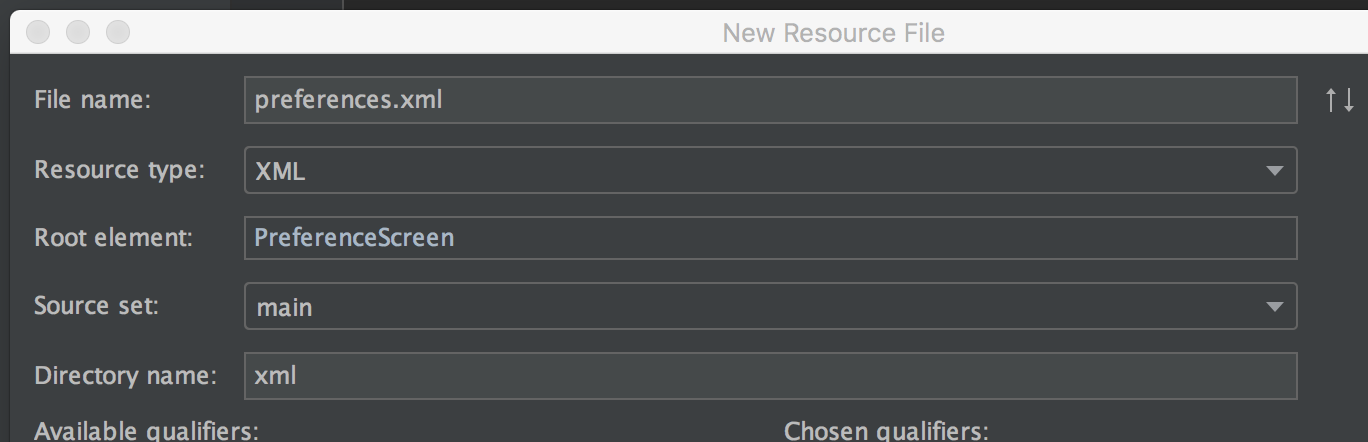 New Resource File
File name: preferences.xml
Resource type: XML
Root element: PreferenceScreen
Source set: main
Directory name: xml
Available qualifiers: Chosen qualifiers: